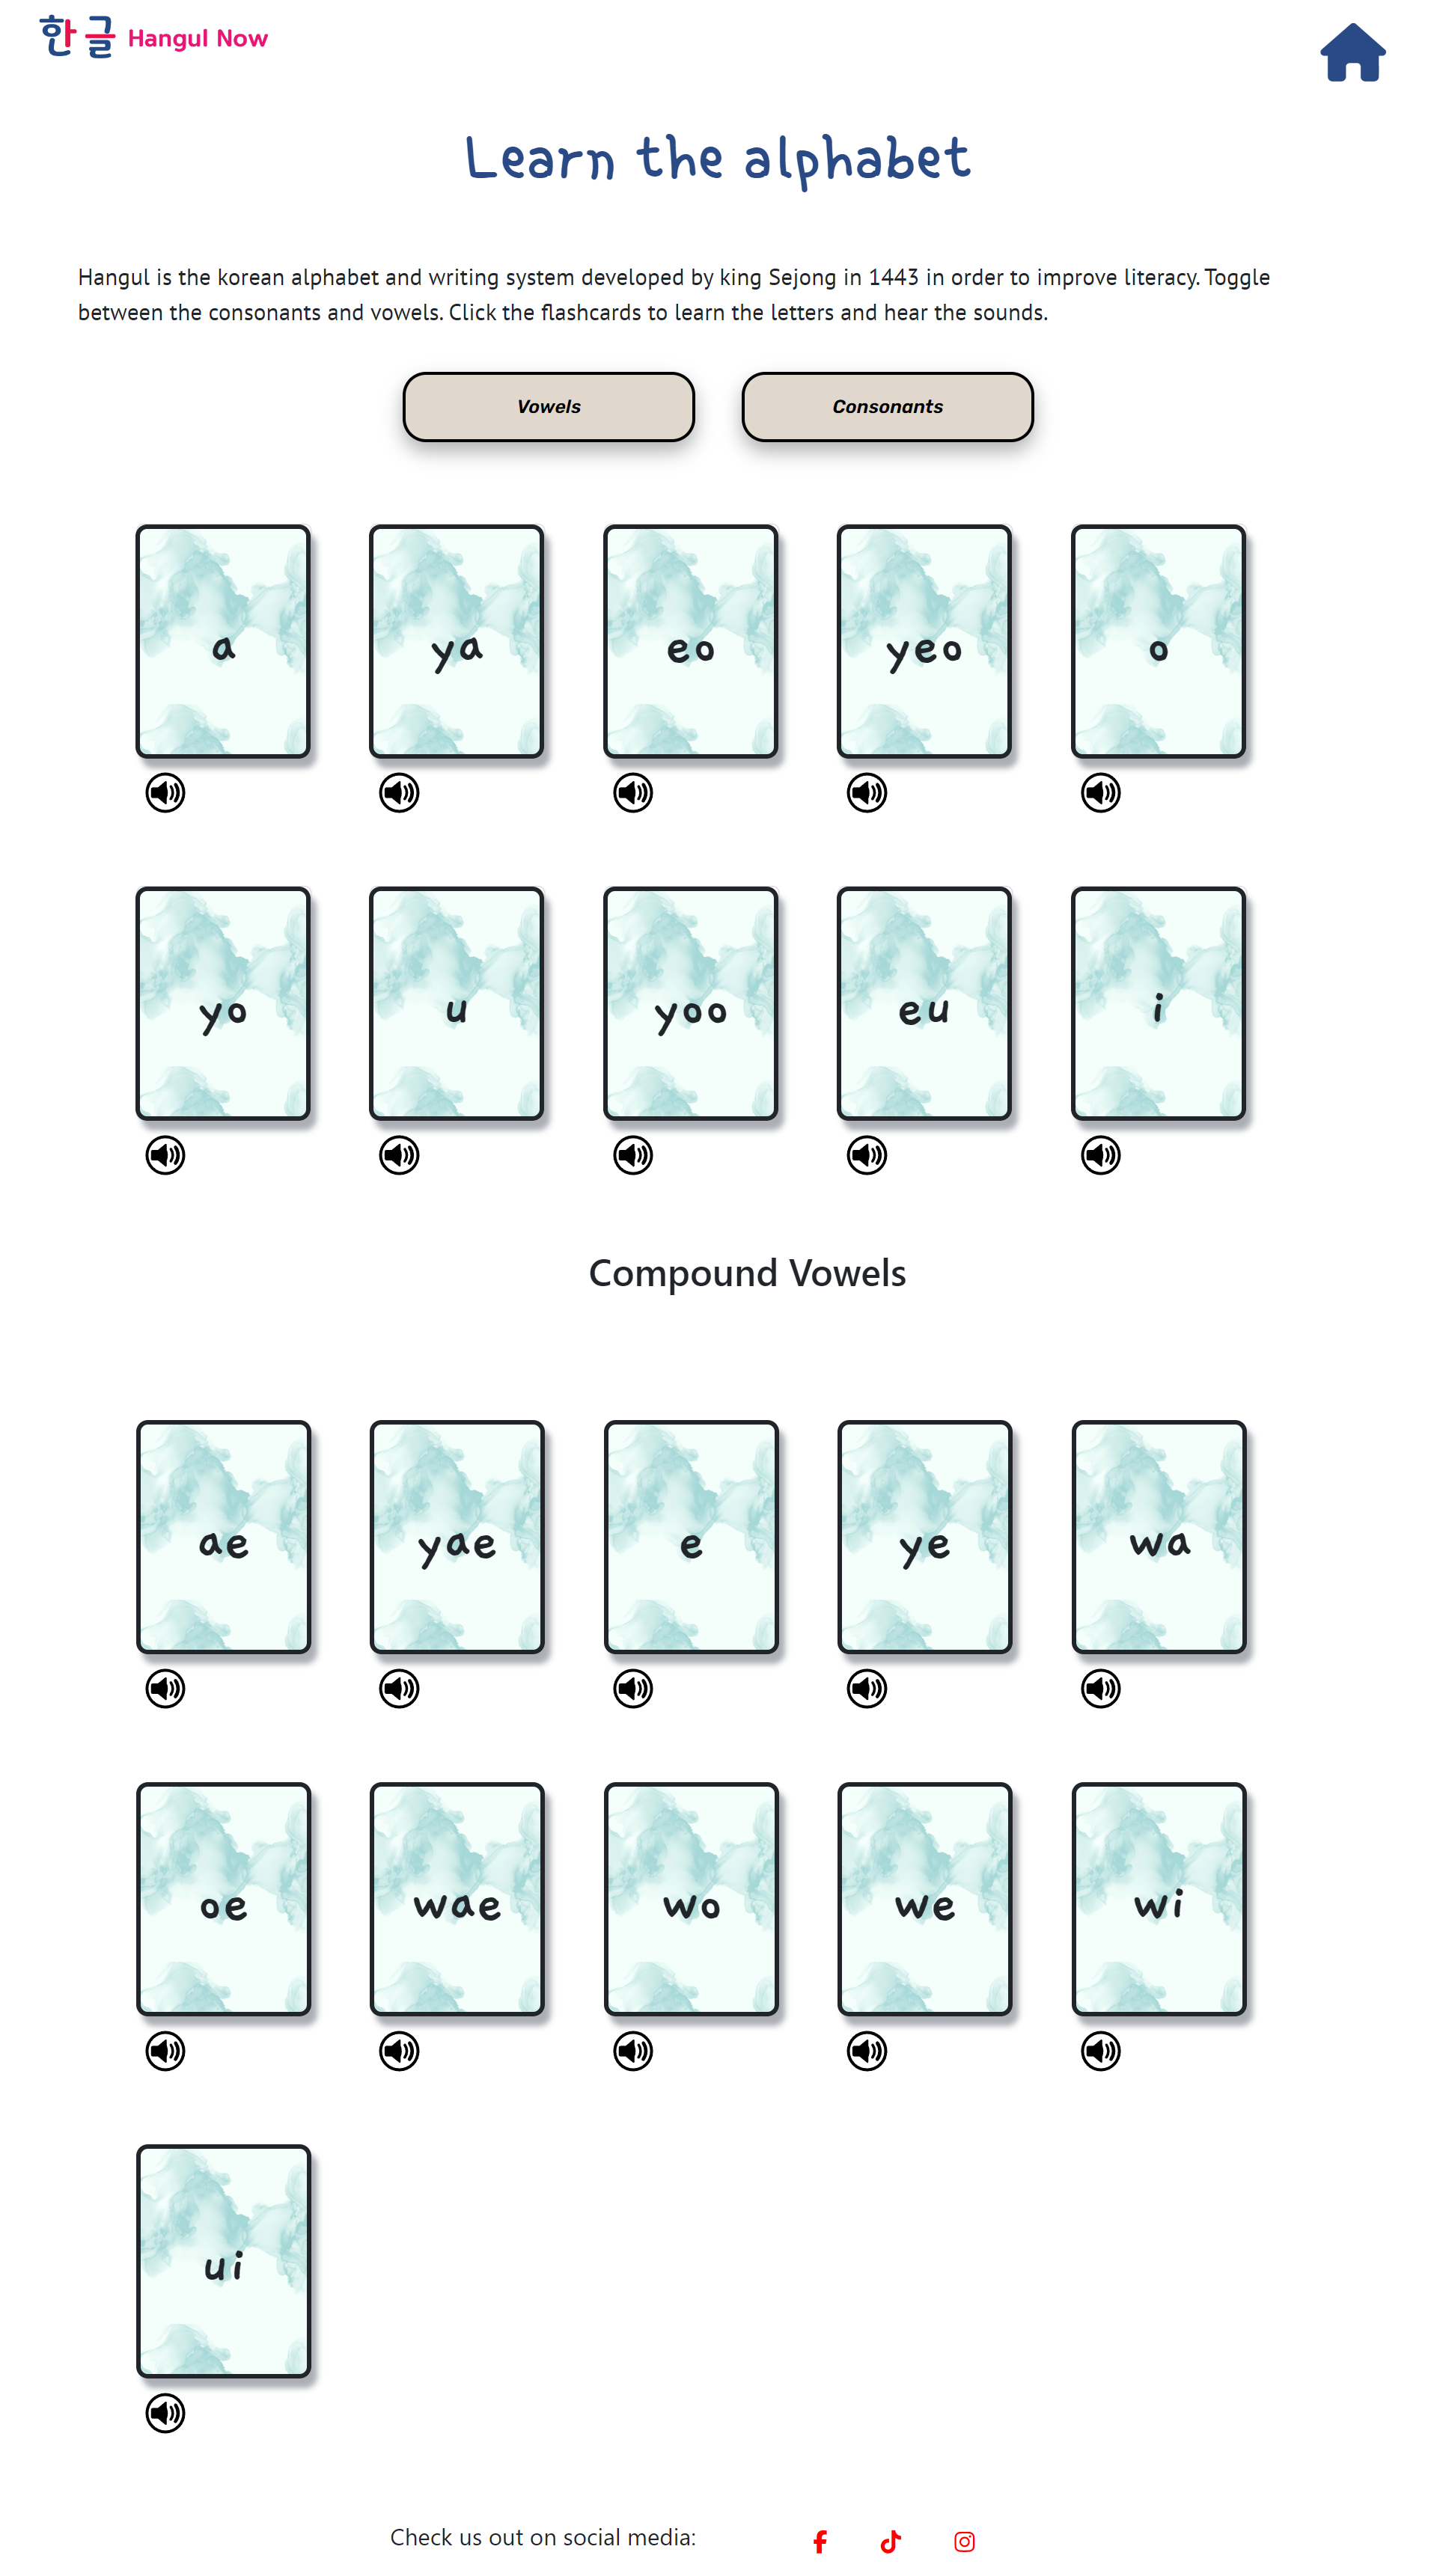 한글 Hangul Now
Learn the alphabet
Hangul is the korean alphabet and writing system developed by king Sejong in 1443 in order to improve literacy. Toggle
between the consonants and vowels. Click the flashcards to learn the letters and hear the sounds.
Vowels Consonants
a ya eo yeo o
yo u yoo eu i
Compound Vowels
ae yae e ye wa
oe wae wo we wi
ui
Check us out on social media: